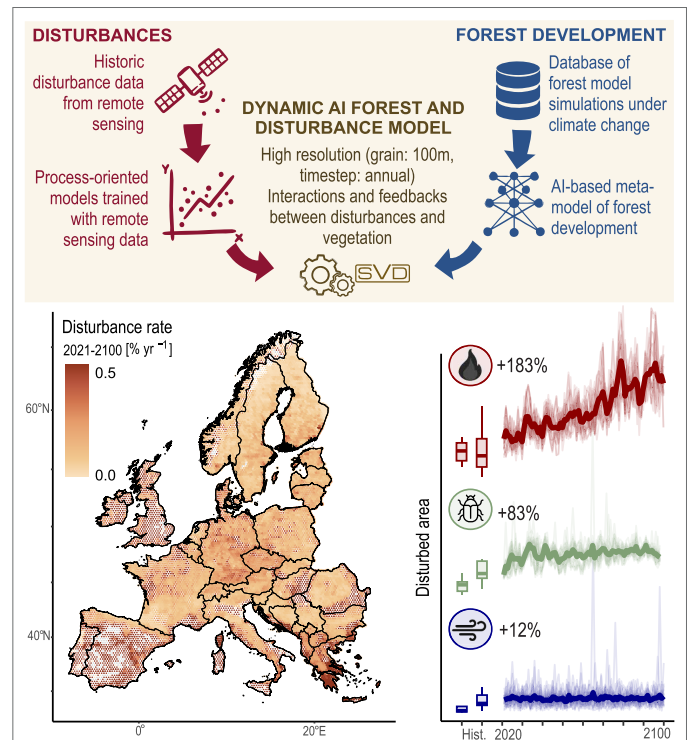 DISTURBANCES
Historic
disturbance data
from remote
sensing
Process-oriented
models trained
with remote
sensing data
Y
X
DYNAMIC AI FOREST AND
DISTURBANCE MODEL
High resolution (grain: 100m,
timestep: annual)
Interactions and feedbacks
between disturbances and
vegetation
SVD
FOREST DEVELOPMENT
Database of
forest model
simulations under
climate change
AI-based meta-
model of forest
development
Disturbance rate
2021-2100 [% yr ⁻¹]
0.5
0.0
60°N
40°N
0°
20°E
Disturbed area
+183%
+83%
+12%
Hist. 2020 2100